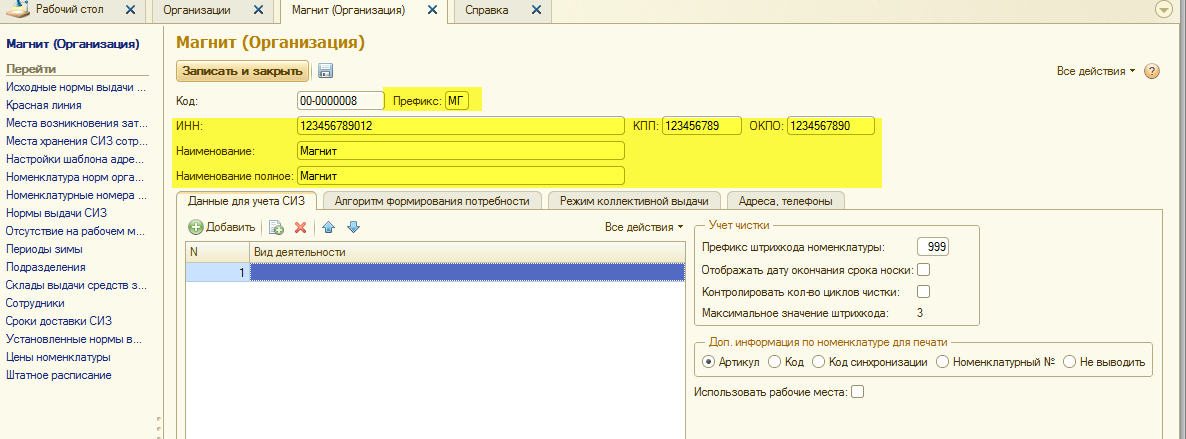 Рабочий стол Организации Магнит (Организация) Справка
Магнит (Организация)
Перейти
Исходные нормы выдачи ...
Красная линия
Места возникновения зат...
Места хранения СИЗ сотр...
Настройки шаблона адре...
Номенклатура норм орга...
Номенклатурные номера ...
Нормы выдачи СИЗ
Отсутствие на рабочем м...
Периоды зимы
Подразделения
Склады выдачи средств з...
Сотрудники
Сроки доставки СИЗ
Установленные нормы в...
Цены номенклатуры
Штатное расписание
Магнит (Организация)
Записать и закрыть Все действия ?
Код: 00-0000008 Префикс: МГ
ИНН: 123456789012 КПП: 123456789 ОКПО: 1234567890
Наименование: Магнит
Наименование полное: Магнит
Данные для учета СИЗ Алгоритм формирования потребности Режим коллективной выдачи Адреса, телефоны
Добавить Все действия
N Вид деятельности
1
Учет чистки
Префикс штрихкода номенклатуры: 999
Отображать дату окончания срока носки:
Контролировать кол-во циклов чистки:
Максимальное значение штрихкода: 3
Доп. информация по номенклатуре для печати
Артикул Код Код синхронизации Номенклатурный № Не выводить
Использовать рабочие места: